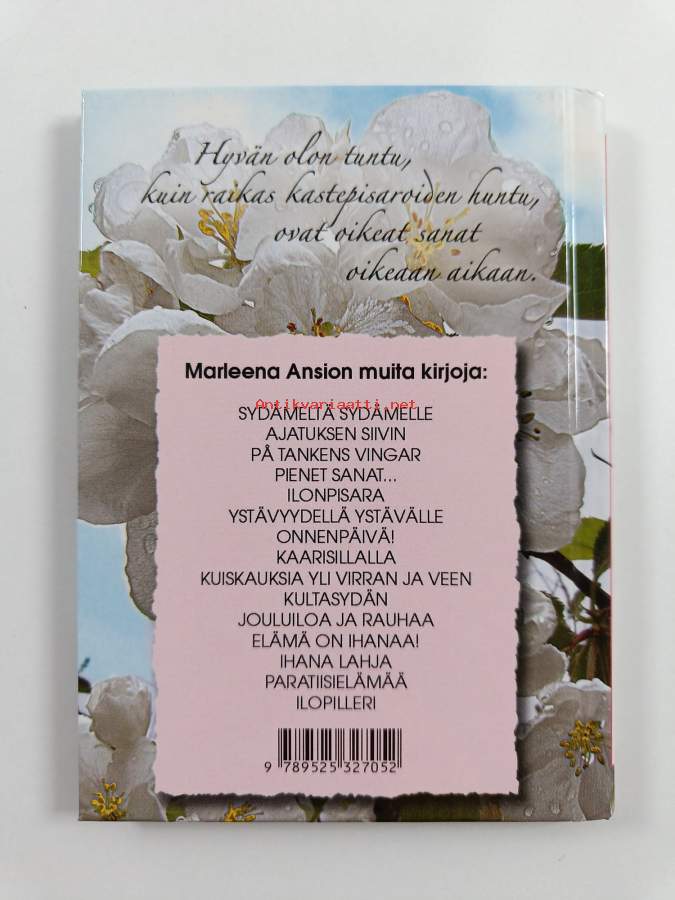 Hyvän olon tuntu,
kuin raikas kastepisaroiden huntu,
ovat oikeat sanat
oikeaan aikaan.
Marleena Ansion muita kirjoja:
Antikvariaatti.net
SYDÄMELTÄ SYDÄMELLE
AJATUKSEN SIIVIN
PÅ TANKENS VINGAR
PIENET SANAT...
ILONPISARA
YSTÄVYYDELLÄ YSTÄVÄLLE
ONNENPÄIVÄ!
KAARISILLALLA
KUISKAUKSIA YLI VIRRAN JA VEEN
KULTASYDÄN
JOULUILOA JA RAUHAA
ELÄMÄ ON IHANAA!
IHANA LAHJA
PARATIISIELÄMÄÄ
ILOPILLERI
9 789525 327052